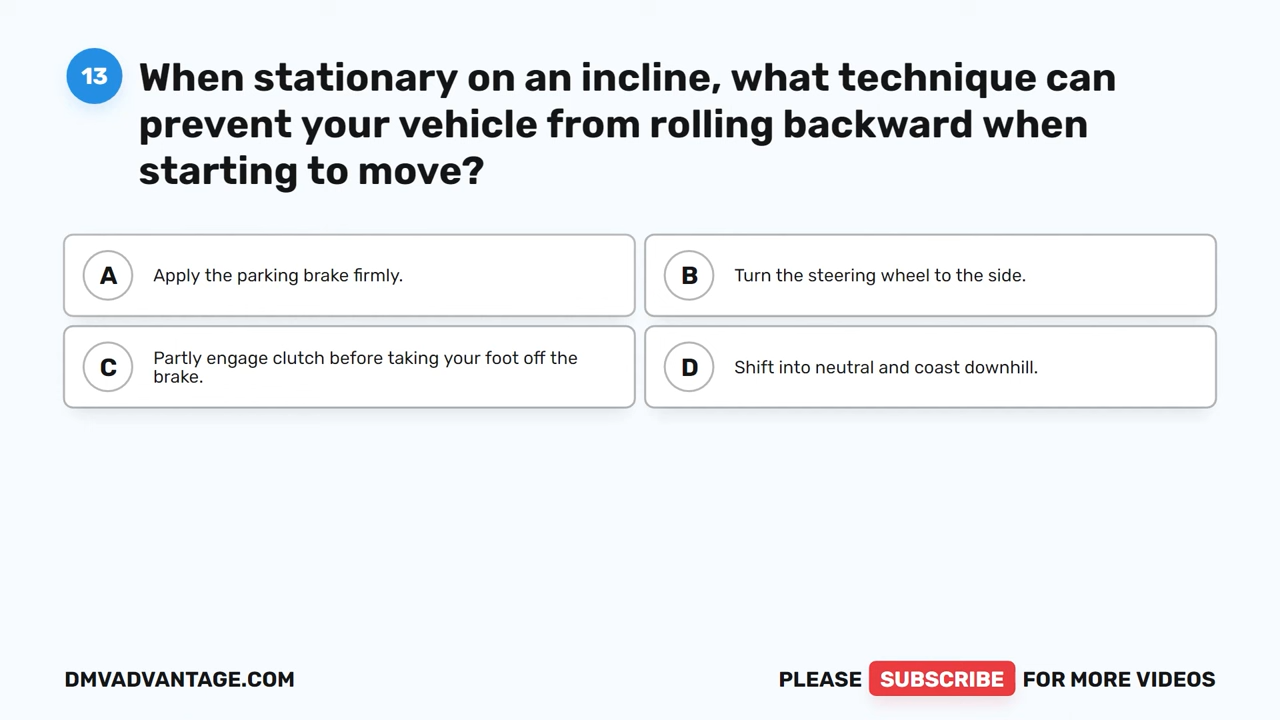 13
When stationary on an incline, what technique can
prevent your vehicle from rolling backward when
starting to move?
A
Apply the parking brake firmly.
B
Turn the steering wheel to the side.
C
Partly engage clutch before taking your foot off the
brake.
D
Shift into neutral and coast downhill.
DMVADVANTAGE.COM
PLEASE SUBSCRIBE FOR MORE VIDEOS